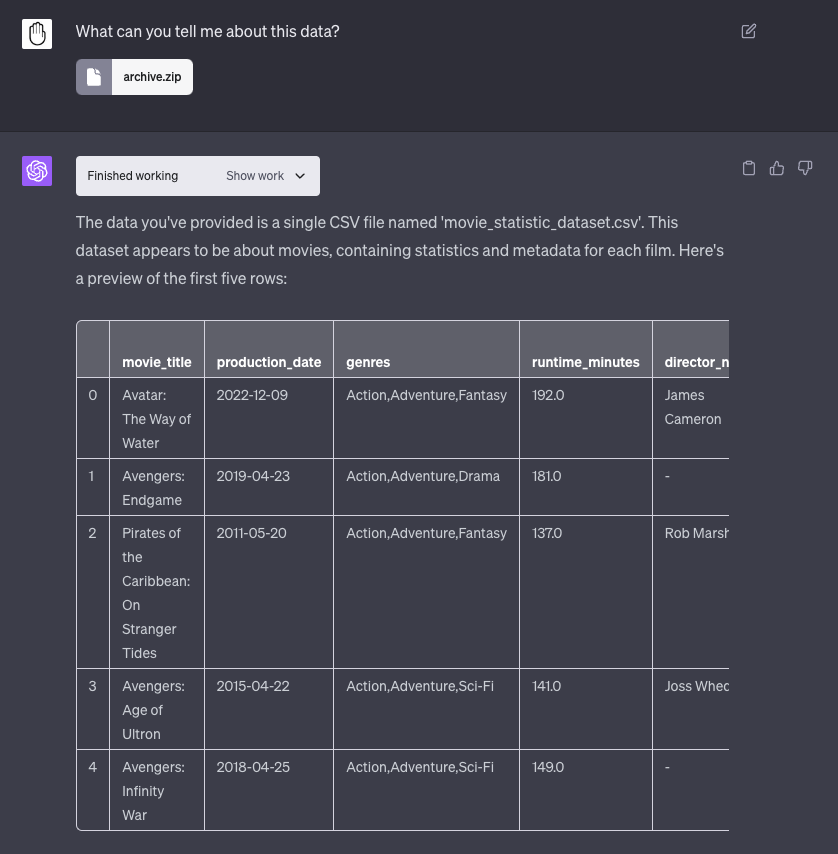 What can you tell me about this data?
archive.zip
Finished working Show work
The data you've provided is a single CSV file named 'movie_statistic_dataset.csv'. This
dataset appears to be about movies, containing statistics and metadata for each film. Here's
a preview of the first five rows:
movie_title production_date genres runtime_minutes director_n
0 Avatar: 2022-12-09 Action,Adventure,Fantasy 192.0 James
The Way of Cameron
Water
1 Avengers: 2019-04-23 Action,Adventure,Drama 181.0 -
Endgame
2 Pirates of 2011-05-20 Action,Adventure,Fantasy 137.0 Rob Marsh
the
Caribbean:
On
Stranger
Tides
3 Avengers: 2015-04-22 Action,Adventure,Sci-Fi 141.0 Joss Whed
Age of
Ultron
4 Avengers: 2018-04-25 Action,Adventure,Sci-Fi 149.0 -
Infinity
War